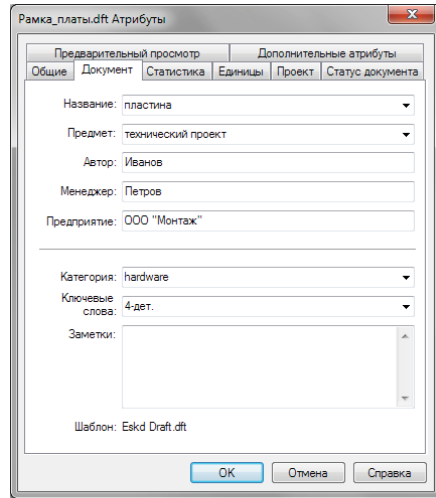 Рамка_платы.dft Атрибуты
Предварительный просмотр Дополнительные атрибуты
Общие Документ Статистика Единицы Проект Статус документа
Название: пластина
Предмет: технический проект
Автор: Иванов
Менеджер: Петров
Предприятие: ООО "Монтаж"
Категория: hardware
Ключевые
слова: 4-дет.
Заметки:
Шаблон: Eskd Draft.dft
OK Отмена Справка